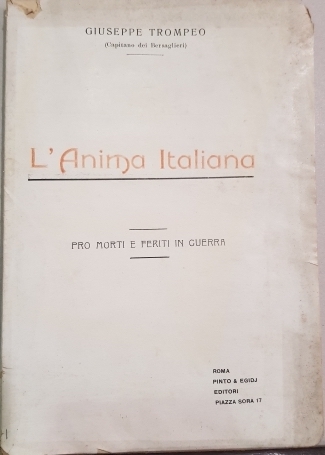 GIUSEPPE TROMPEO
(Capitano dei Bersaglieri)
L'Anima Italiana
PRO MORTI E FERITI IN GUERRA
ROMA
PINTO & EGIDJ
EDITORI
PIAZZA SORA 17